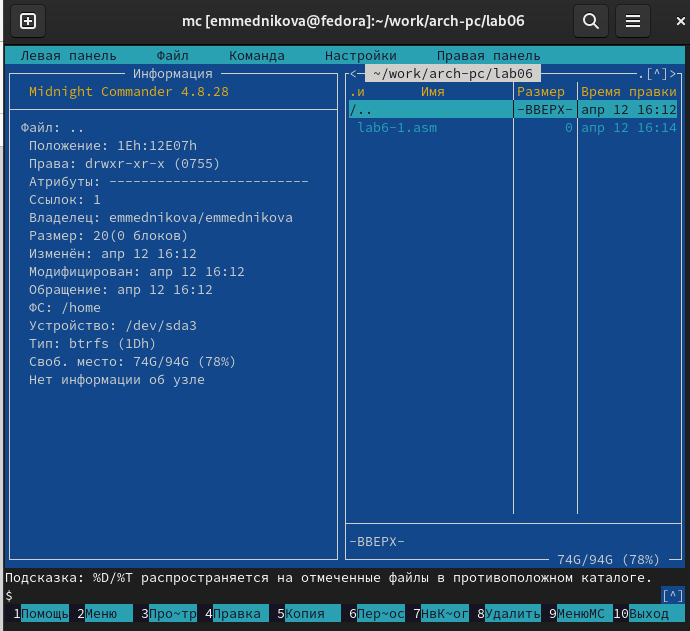 mc [emmednikova@fedora]:~/work/arch-pc/lab06
Левая панель Файл Команда Настройки Правая панель
Информация
Midnight Commander 4.8.28
Файл: ..
Положение: 1Eh:12E07h
Права: drwxr-xr-x (0755)
Атрибуты: -------------------------
Ссылок: 1
Владелец: emmednikova/emmednikova
Размер: 20(0 блоков)
Изменён: апр 12 16:12
Модифицирован: апр 12 16:12
Обращение: апр 12 16:12
ФС: /home
Устройство: /dev/sda3
Тип: btrfs (1Dh)
Своб. место: 74G/94G (78%)
Нет информации об узле
<─ ~/work/arch-pc/lab06 .[^]>
.и Имя Размер Время правки
/.. -ВВЕРХ- апр 12 16:12
lab6-1.asm 0 апр 12 16:14
-ВВЕРХ-
74G/94G (78%)
Подсказка: %D/%T распространяется на отмеченные файлы в противоположном каталоге.
$ [^]
1Помощь 2Меню 3Про~тр 4Правка 5Копия 6Пер~ос 7НвК~ог 8Удалить 9МенюМС 10Выход